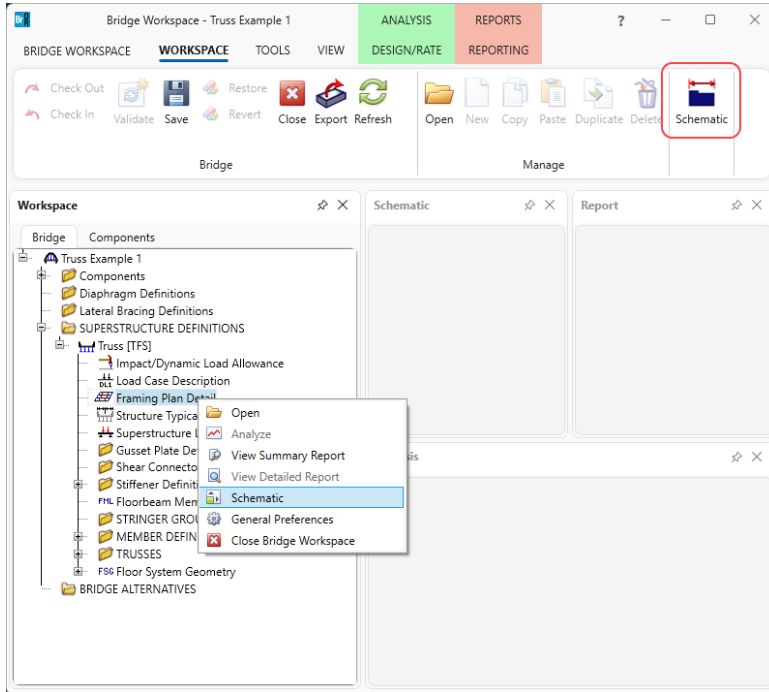 Br
Bridge Workspace - Truss Example 1
ANALYSIS
REPORTS
?
BRIDGE WORKSPACE
WORKSPACE
TOOLS
VIEW
DESIGN/RATE
REPORTING
Check Out
Check In
Validate
Save
Restore
Revert
Close
Export
Refresh
Open
New
Copy
Paste
Duplicate
Delete
Schematic
Bridge
Manage
Workspace
Schematic
Report
Bridge
Components
Truss Example 1
Components
Diaphragm Definitions
Lateral Bracing Definitions
SUPERSTRUCTURE DEFINITIONS
Truss [TFS]
Impact/Dynamic Load Allowance
DL1 Load Case Description
Framing Plan Detail
Structure Typica
Superstructure L
Gusset Plate De
Shear Connecto
Stiffener Definiti
FML Floorbeam Mem
STRINGER GROU
MEMBER DEFIN
TRUSSES
FSG Floor System Geometry
BRIDGE ALTERNATIVES
Open
Analyze
View Summary Report
View Detailed Report
Schematic
General Preferences
Close Bridge Workspace
sis